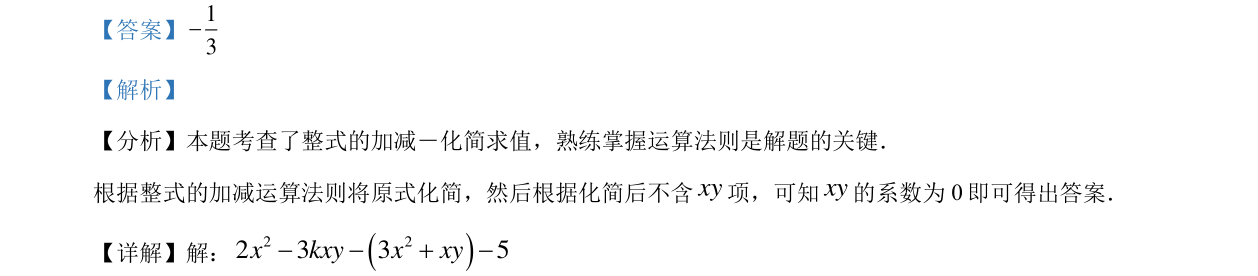 【答案】$-\frac{1}{3}$
【解析】
【分析】本题考查了整式的加减－化简求值，熟练掌握运算法则是解题的关键．
根据整式的加减运算法则将原式化简，然后根据化简后不含 $xy$ 项，可知 $xy$ 的系数为 0 即可得出答案．
【详解】解：$2x^2-3kxy-\left(3x^2+xy\right)-5$